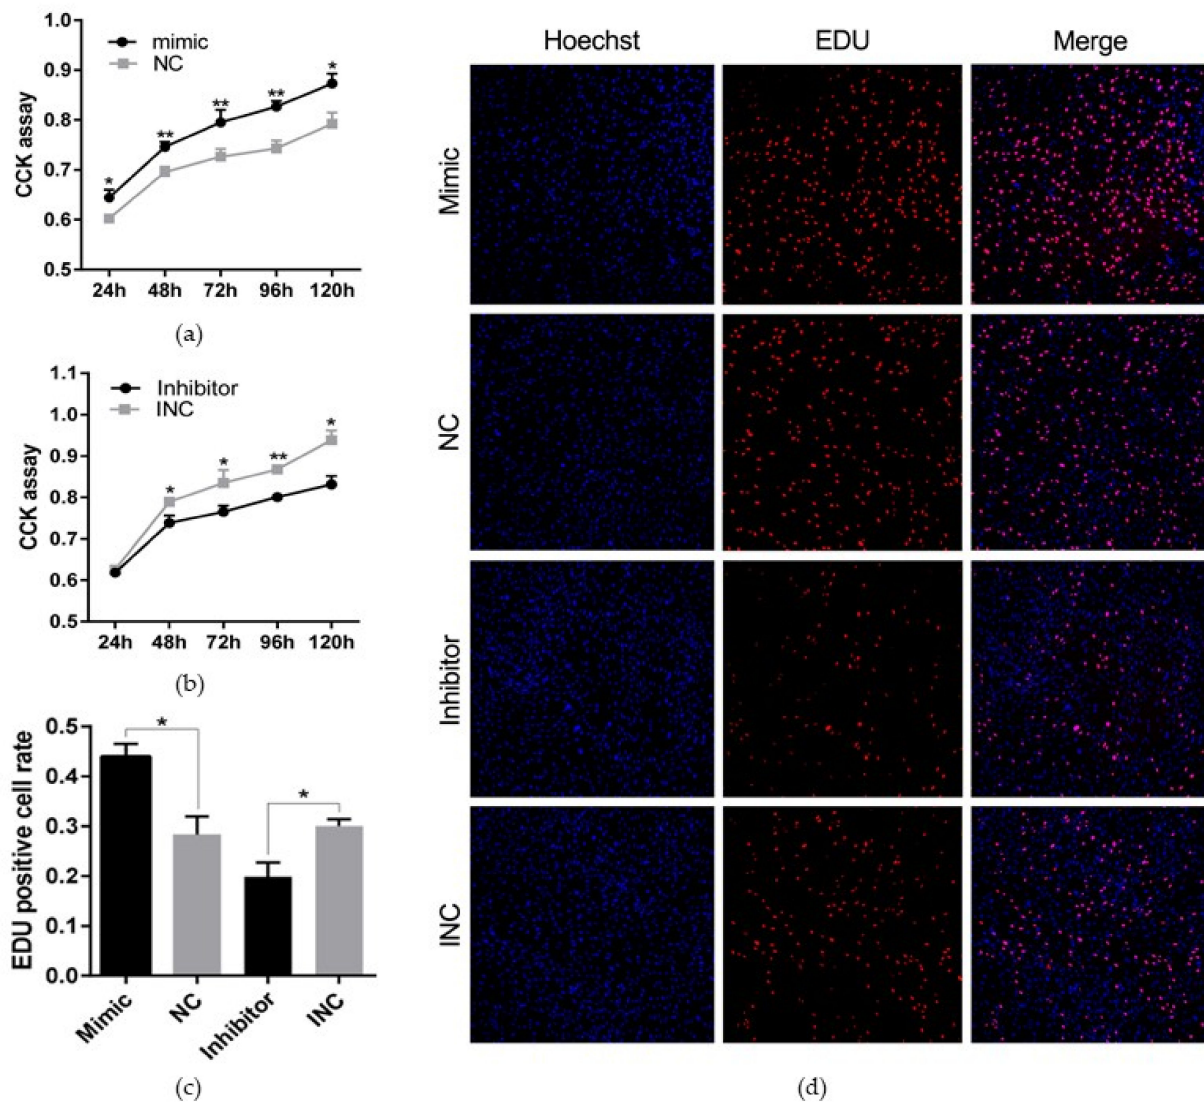 1.0
0.9
0.8
0.7
0.6
0.5
CCK assay
mimic
NC
*
**
**
**
*
24h 48h 72h 96h 120h
(a)
1.1
1.0
0.9
0.8
0.7
0.6
0.5
CCK assay
Inhibitor
INC
*
*
**
*
24h 48h 72h 96h 120h
(b)
0.5
0.4
0.3
0.2
0.1
0.0
EDU positive cell rate
*
*
Mimic NC Inhibitor INC
(c)
Hoechst EDU Merge
Mimic
NC
Inhibitor
INC
(d)